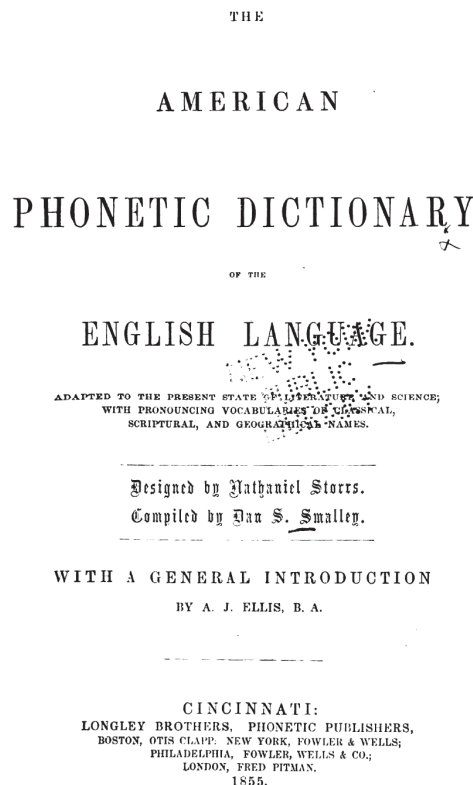 THE
AMERICAN
PHONETIC DICTIONARY
OF THE
ENGLISH LANGUAGE.
NEW YORK
PUBLIC
ADAPTED TO THE PRESENT STATE OF LITERATURE AND SCIENCE;
WITH PRONOUNCING VOCABULARIES OF CLASSICAL,
SCRIPTURAL, AND GEOGRAPHICAL NAMES.
Designed by Nathaniel Storrs.
Compiled by Dan S. Smalley.
WITH A GENERAL INTRODUCTION
BY A. J. ELLIS, B. A.
CINCINNATI:
LONGLEY BROTHERS, PHONETIC PUBLISHERS,
BOSTON, OTIS CLAPP: NEW YORK, FOWLER & WELLS;
PHILADELPHIA, FOWLER, WELLS & CO.;
LONDON, FRED PITMAN.
1855.